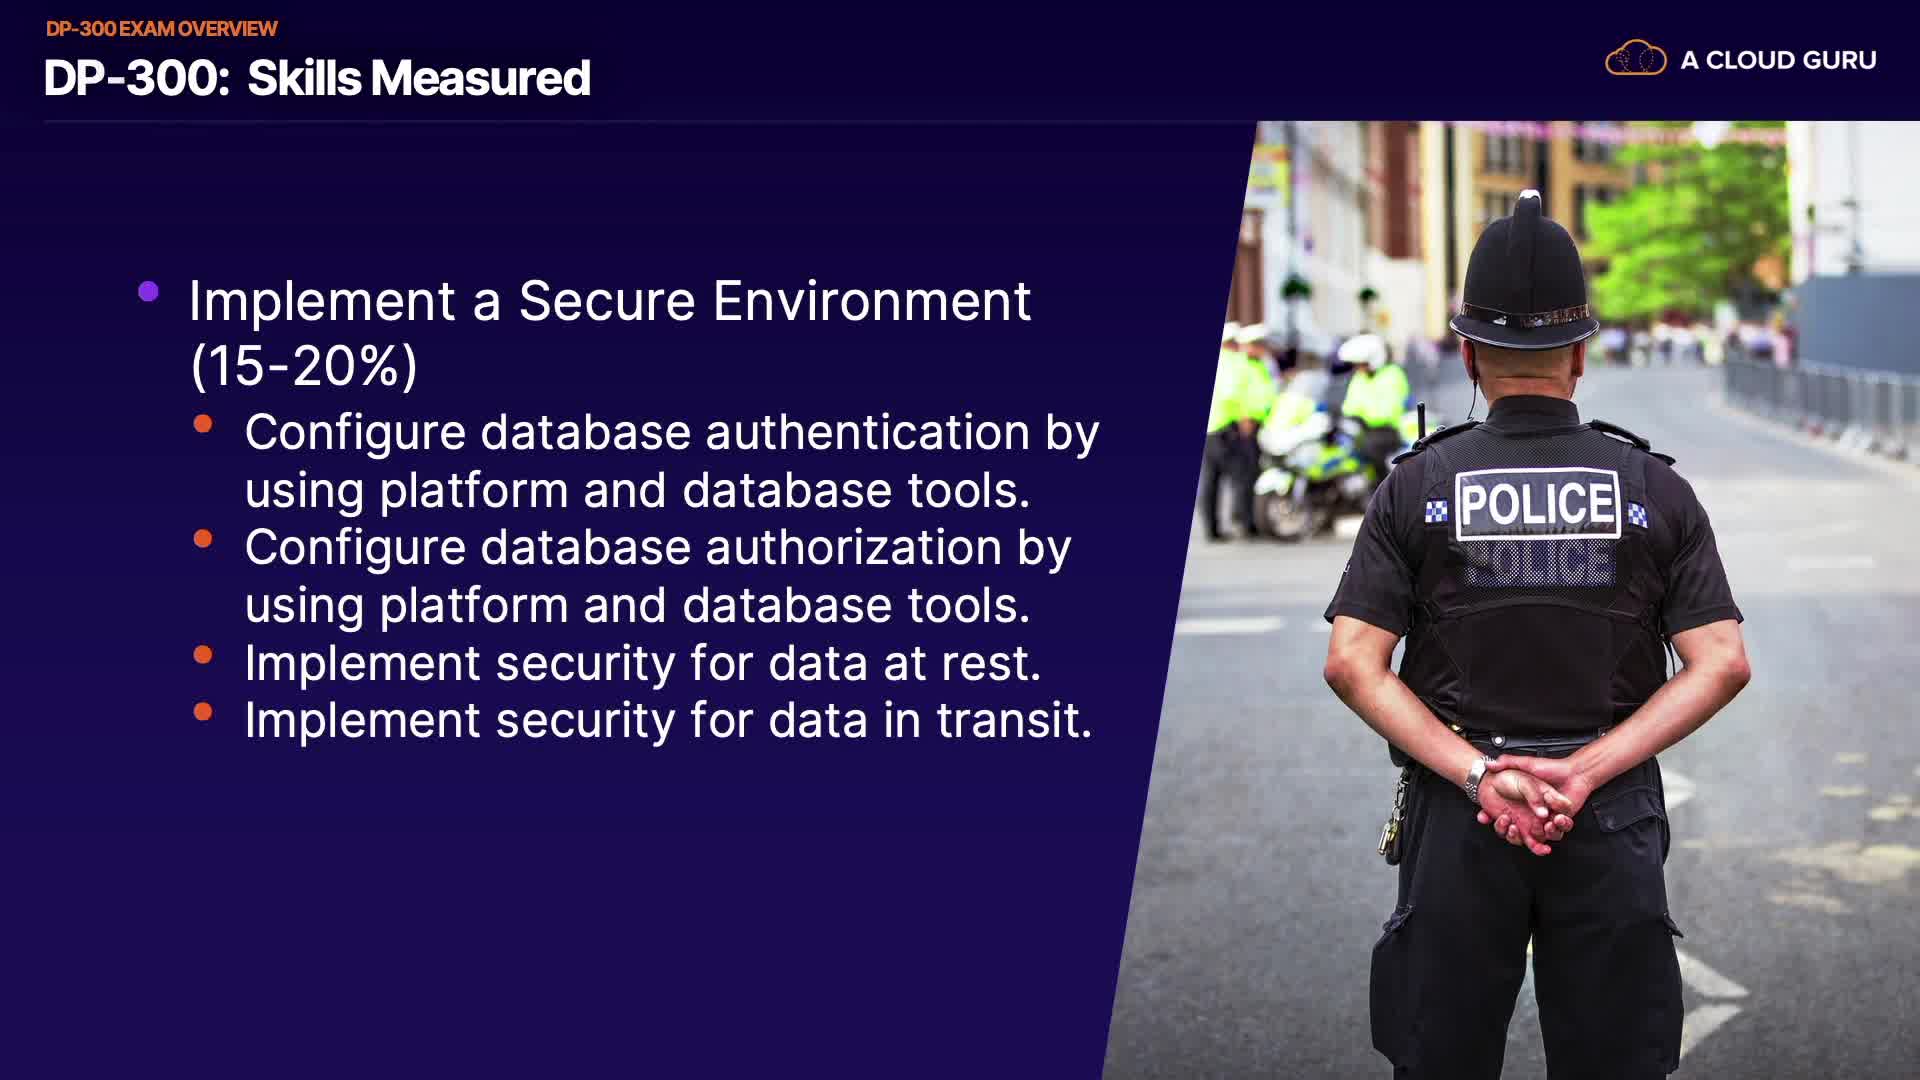 DP-300 EXAM OVERVIEW
DP-300: Skills Measured
A CLOUD GURU
Implement a Secure Environment
(15-20%)
Configure database authentication by
using platform and database tools.
Configure database authorization by
using platform and database tools.
Implement security for data at rest.
Implement security for data in transit.
POLICE
POLICE